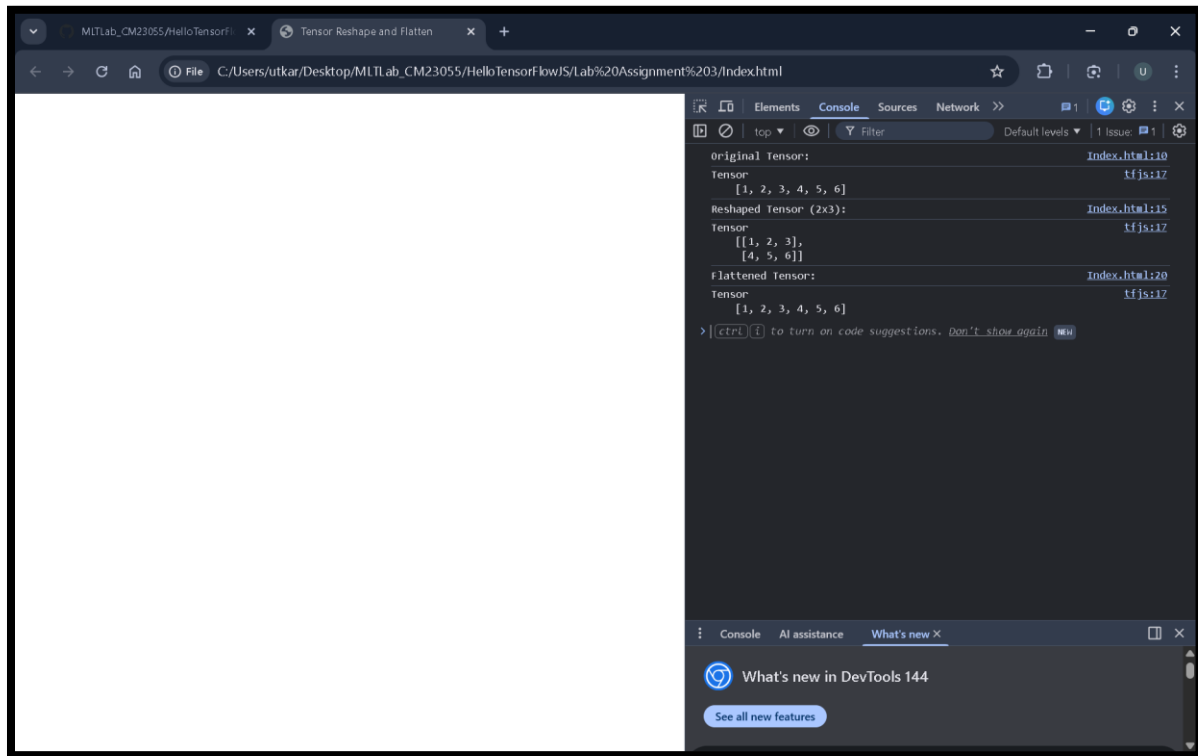 MLTLab_CM23055/HelloTensorFl
Tensor Reshape and Flatten
File C:/Users/utkar/Desktop/MLTLab_CM23055/HelloTensorFlowJS/Lab%20Assignment%203/Index.html
U
Elements Console Sources Network 1
top Filter Default levels 1 Issue: 1
Original Tensor: Index.html:10
Tensor tfjs:17
[1, 2, 3, 4, 5, 6]
Reshaped Tensor (2x3): Index.html:15
Tensor tfjs:17
[[1, 2, 3],
[4, 5, 6]]
Flattened Tensor: Index.html:20
Tensor tfjs:17
[1, 2, 3, 4, 5, 6]
ctrl i to turn on code suggestions. Don't show again NEW
Console AI assistance What's new
What's new in DevTools 144
See all new features